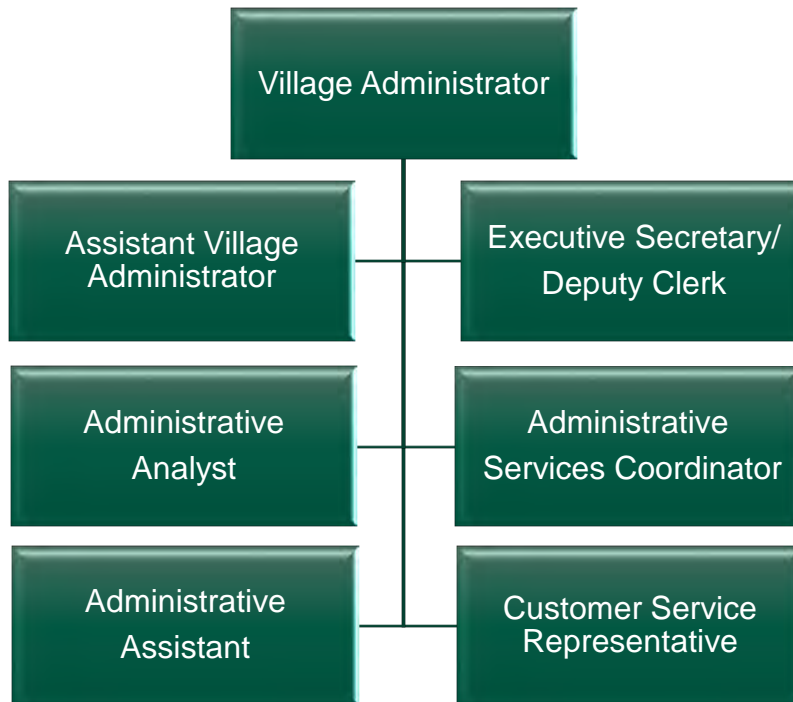 Village Administrator
Assistant Village
Administrator
Executive Secretary/
Deputy Clerk
Administrative
Analyst
Administrative
Services Coordinator
Administrative
Assistant
Customer Service
Representative